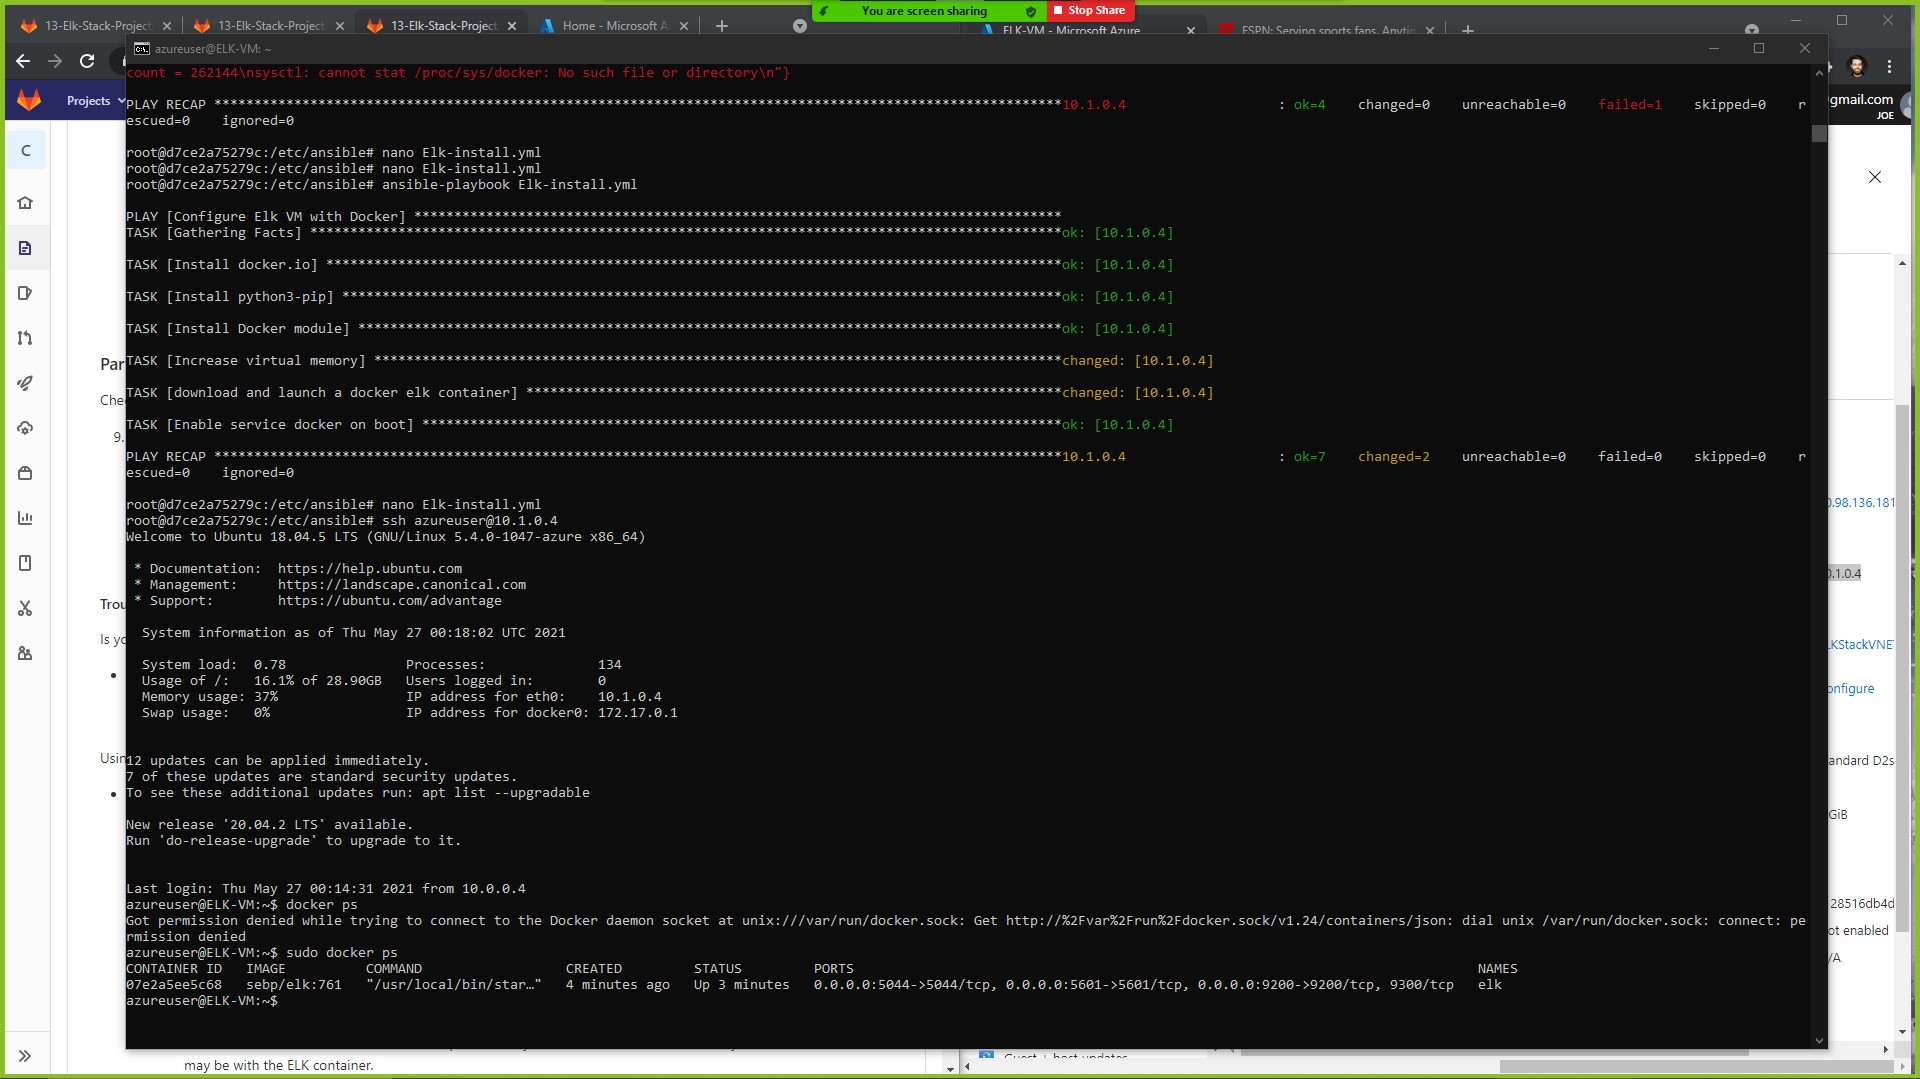 You are screen sharing
Stop Share
13-Elk-Stack-Project
13-Elk-Stack-Project
13-Elk-Stack-Project
Home - Microsoft A
ELK-VM - Microsoft Azure
ESPN: Serving sports fans. Anytin
azureuser@ELK-VM: ~
Projects
gmail.com
JOE
C
count = 262144\nsysctl: cannot stat /proc/sys/docker: No such file or directory\n"}
PLAY RECAP *********************************************************************************************************10.1.0.4                   : ok=4    changed=0    unreachable=0    failed=1    skipped=0    r
escued=0    ignored=0
root@d7ce2a75279c:/etc/ansible# nano Elk-install.yml
root@d7ce2a75279c:/etc/ansible# nano Elk-install.yml
root@d7ce2a75279c:/etc/ansible# ansible-playbook Elk-install.yml
PLAY [Configure Elk VM with Docker] *********************************************************************************
TASK [Gathering Facts] **********************************************************************************************ok: [10.1.0.4]
TASK [Install docker.io] ********************************************************************************************ok: [10.1.0.4]
TASK [Install python3-pip] ******************************************************************************************ok: [10.1.0.4]
TASK [Install Docker module] ****************************************************************************************ok: [10.1.0.4]
TASK [Increase virtual memory] **************************************************************************************changed: [10.1.0.4]
TASK [download and launch a docker elk container] *******************************************************************changed: [10.1.0.4]
TASK [Enable service docker on boot] ********************************************************************************ok: [10.1.0.4]
PLAY RECAP **********************************************************************************************************10.1.0.4                   : ok=7    changed=2    unreachable=0    failed=0    skipped=0    r
escued=0    ignored=0
root@d7ce2a75279c:/etc/ansible# nano Elk-install.yml
root@d7ce2a75279c:/etc/ansible# ssh azureuser@10.1.0.4
Welcome to Ubuntu 18.04.5 LTS (GNU/Linux 5.4.0-1047-azure x86_64)
* Documentation:  https://help.ubuntu.com
* Management:     https://landscape.canonical.com
* Support:        https://ubuntu.com/advantage
System information as of Thu May 27 00:18:02 UTC 2021
System load:  0.78               Processes:              134
Usage of /:   16.1% of 28.90GB   Users logged in:        0
Memory usage: 37%                IP address for eth0:    10.1.0.4
Swap usage:   0%                 IP address for docker0: 172.17.0.1
12 updates can be applied immediately.
7 of these updates are standard security updates.
To see these additional updates run: apt list --upgradable
New release '20.04.2 LTS' available.
Run 'do-release-upgrade' to upgrade to it.
Last login: Thu May 27 00:14:31 2021 from 10.0.0.4
azureuser@ELK-VM:~$ docker ps
Got permission denied while trying to connect to the Docker daemon socket at unix:///var/run/docker.sock: Get http://%2Fvar%2Frun%2Fdocker.sock/v1.24/containers/json: dial unix /var/run/docker.sock: connect: pe
rmission denied
azureuser@ELK-VM:~$ sudo docker ps
CONTAINER ID   IMAGE          COMMAND                  CREATED         STATUS         PORTS                                                                              NAMES
07e2a5ee5c68   sebp/elk:761   "/usr/local/bin/star…"   4 minutes ago   Up 3 minutes   0.0.0.0:5044->5044/tcp, 0.0.0.0:5601->5601/tcp, 0.0.0.0:9200->9200/tcp, 9300/tcp   elk
azureuser@ELK-VM:~$
Par
Che
9.
Trou
Is yo
Usin
may be with the ELK container.
0.98.136.181
0.1.0.4
LKStackVNE
onfigure
andard D2s
GiB
28516db4d
ot enabled
/A
Guest + host updates